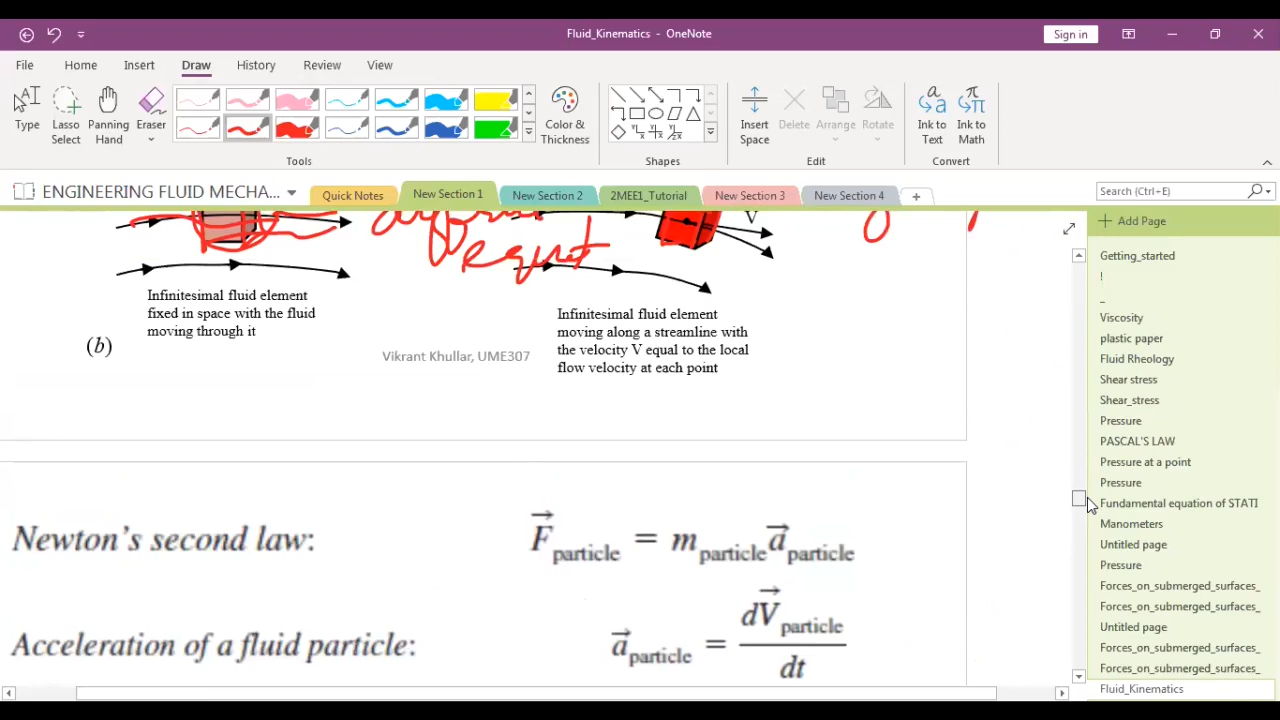 Fluid_Kinematics - OneNote
Sign in
File Home Insert Draw History Review View
Type
Lasso Select
Panning Hand
Eraser
Color & Thickness
Insert Space
Delete
Arrange
Rotate
Ink to Text
Ink to Math
Tools
Shapes
Edit
Convert
ENGINEERING FLUID MECHA...
Quick Notes
New Section 1
New Section 2
2MEE1_Tutorial
New Section 3
New Section 4
Search (Ctrl+E)
Add Page
V
equt
Infinitesimal fluid element
fixed in space with the fluid
moving through it
(b)
Vikrant Khullar, UME307
Infinitesimal fluid element
moving along a streamline with
the velocity V equal to the local
flow velocity at each point
Newton's second law: F⃗particle = mparticle a⃗particle
Acceleration of a fluid particle: a⃗particle = dV⃗particle / dt
Getting_started
!
_
Viscosity
plastic paper
Fluid Rheology
Shear stress
Shear_stress
Pressure
PASCAL'S LAW
Pressure at a point
Pressure
Fundamental equation of STATI
Manometers
Untitled page
Pressure
Forces_on_submerged_surfaces_
Forces_on_submerged_surfaces_
Untitled page
Forces_on_submerged_surfaces_
Forces_on_submerged_surfaces_
Fluid_Kinematics